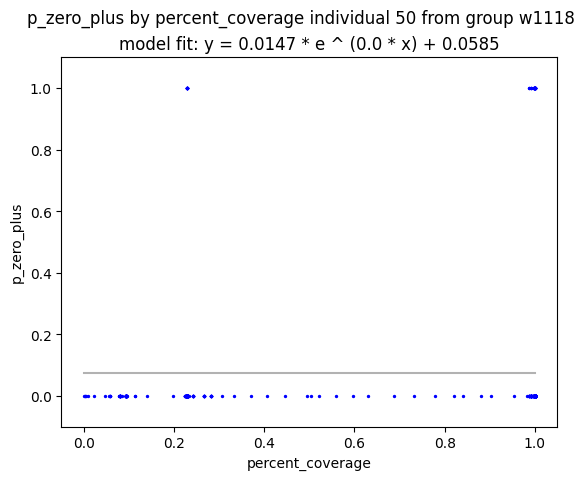 p_zero_plus by percent_coverage individual 50 from group w1118
model fit: y = 0.0147 * e ^ (0.0 * x) + 0.0585
1.0
0.8
0.6
0.4
0.2
0.0
p_zero_plus
0.0 0.2 0.4 0.6 0.8 1.0
percent_coverage